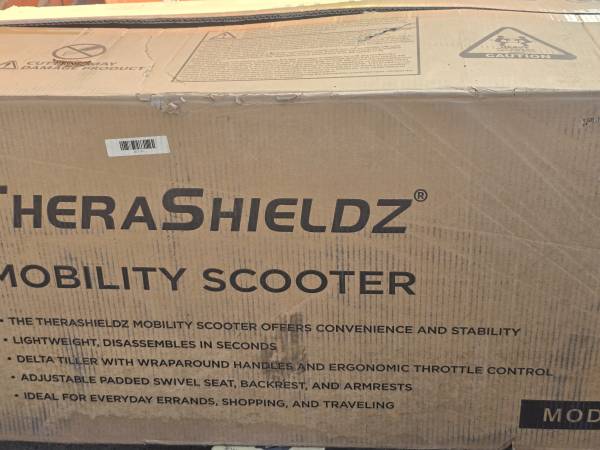 CUTTING MAY
DAMAGE PRODUCT
CAUTION
THERASHIELDZ®
MOBILITY SCOOTER
• THE THERASHIELDZ MOBILITY SCOOTER OFFERS CONVENIENCE AND STABILITY
• LIGHTWEIGHT, DISASSEMBLES IN SECONDS
• DELTA TILLER WITH WRAPAROUND HANDLES AND ERGONOMIC THROTTLE CONTROL
• ADJUSTABLE PADDED SWIVEL SEAT, BACKREST, AND ARMRESTS
• IDEAL FOR EVERYDAY ERRANDS, SHOPPING, AND TRAVELING
MOD